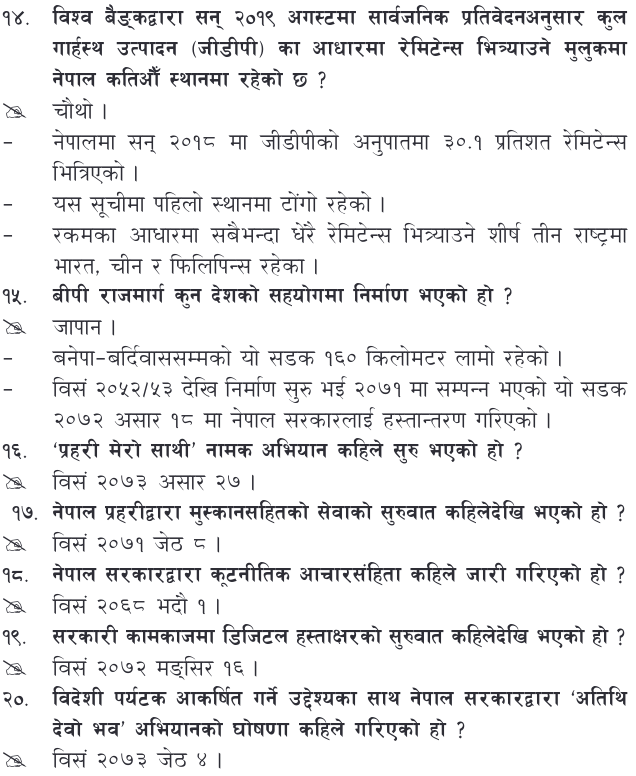 १४. विश्व बैङ्कद्वारा सन् २०१९ अगस्टमा सार्वजनिक प्रतिवेदनअनुसार कुल
गार्हस्थ उत्पादन (जीडीपी) का आधारमा रेमिटेन्स भित्र्याउने मुलुकमा
नेपाल कतिऔँ स्थानमा रहेको छ ?
चौथो ।
– नेपालमा सन् २०१८ मा जीडीपीको अनुपातमा ३०.१ प्रतिशत रेमिटेन्स
भित्रिएको ।
– यस सूचीमा पहिलो स्थानमा टोंगो रहेको ।
– रकमका आधारमा सबैभन्दा धेरै रेमिटेन्स भित्र्याउने शीर्ष तीन राष्ट्रमा
भारत, चीन र फिलिपिन्स रहेका ।
१५. बीपी राजमार्ग कुन देशको सहयोगमा निर्माण भएको हो ?
जापान ।
– बनेपा–बर्दिवाससम्मको यो सडक १६० किलोमटर लामो रहेको ।
– विसं २०५२/५३ देखि निर्माण सुरु भई २०७१ मा सम्पन्न भएको यो सडक
२०७२ असार १८ मा नेपाल सरकारलाई हस्तान्तरण गरिएको ।
१६. ‘प्रहरी मेरो साथी’ नामक अभियान कहिले सुरु भएको हो ?
विसं २०७३ असार २७ ।
१७. नेपाल प्रहरीद्वारा मुस्कानसहितको सेवाको सुरुवात कहिलेदेखि भएको हो ?
विसं २०७१ जेठ ८ ।
१८. नेपाल सरकारद्वारा कूटनीतिक आचारसंहिता कहिले जारी गरिएको हो ?
विसं २०६८ भदौ १ ।
१९. सरकारी कामकाजमा डिजिटल हस्ताक्षरको सुरुवात कहिलेदेखि भएको हो ?
विसं २०७२ मङ्सिर १६ ।
२०. विदेशी पर्यटक आकर्षित गर्ने उद्देश्यका साथ नेपाल सरकारद्वारा ‘अतिथि
देवो भव’ अभियानको घोषणा कहिले गरिएको हो ?
विसं २०७३ जेठ ४ ।